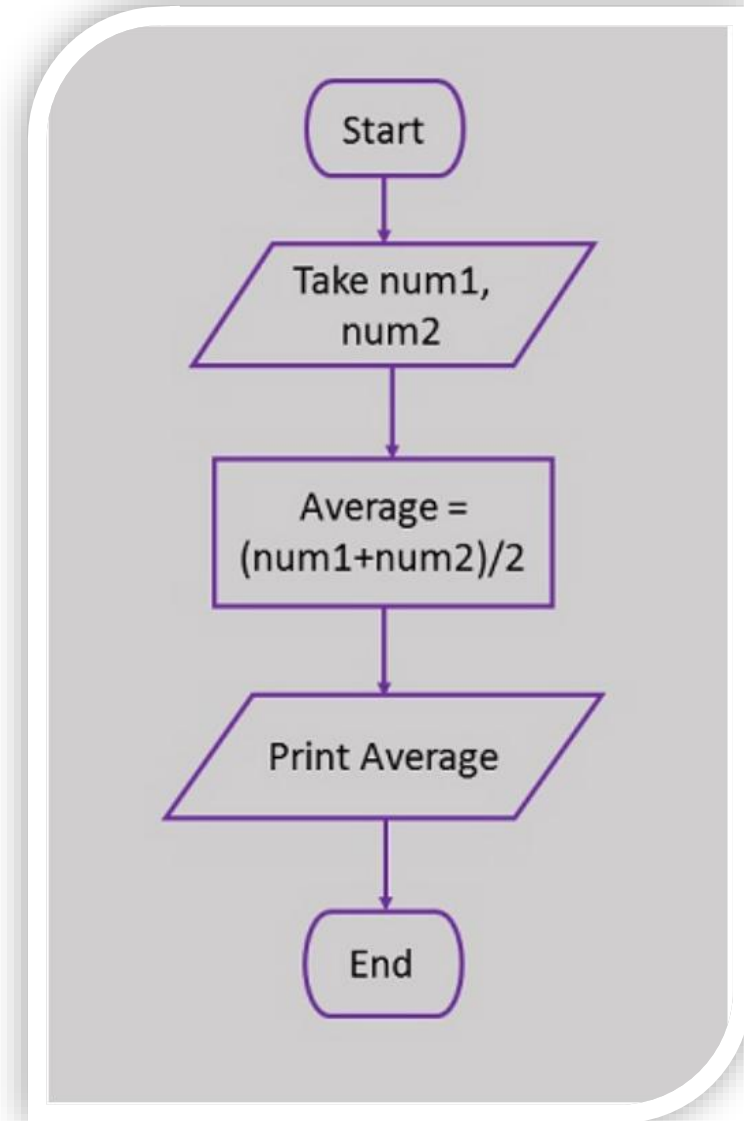 Start
Take num1,
num2
Average =
(num1+num2)/2
Print Average
End